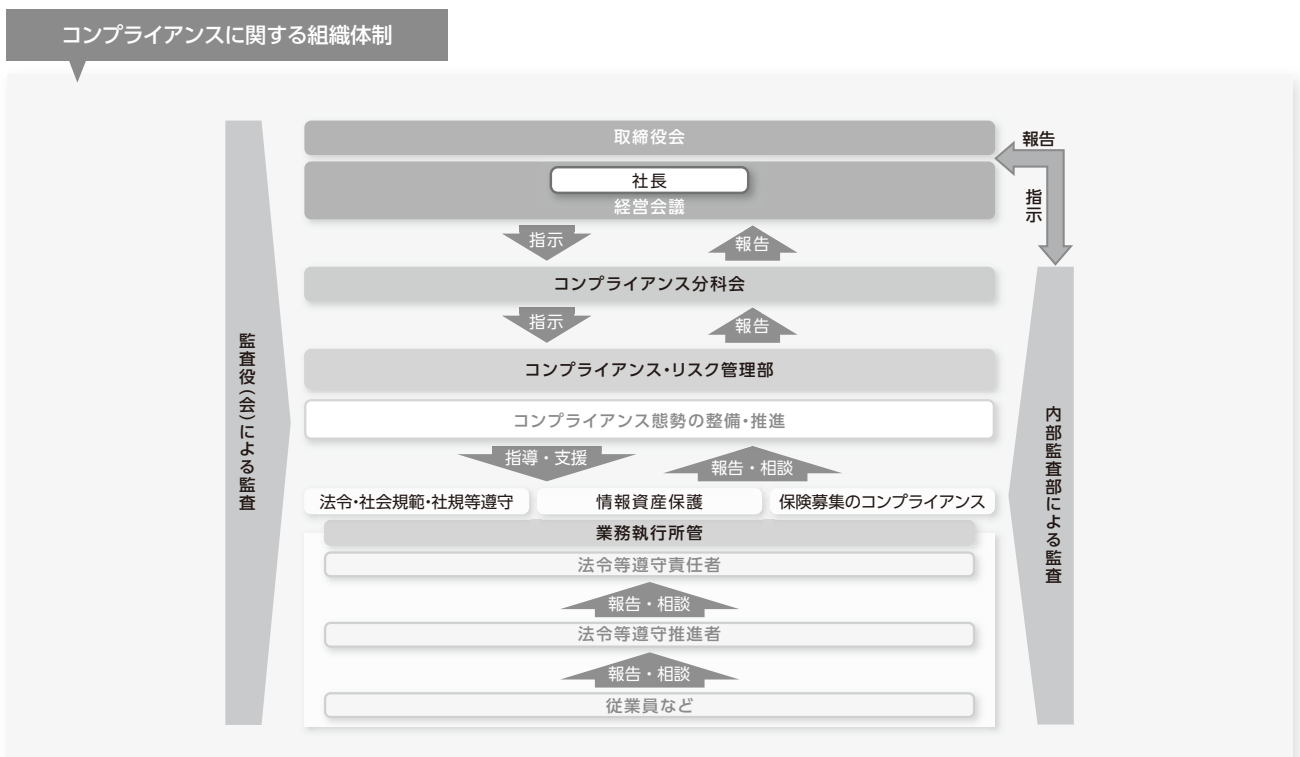 コンプライアンスに関する組織体制
取締役会
社長
経営会議
報告
指示
指示
報告
コンプライアンス分科会
指示
報告
コンプライアンス・リスク管理部
コンプライアンス態勢の整備・推進
指導・支援
報告・相談
法令・社会規範・社規等遵守
情報資産保護
保険募集のコンプライアンス
業務執行所管
法令等遵守責任者
報告・相談
法令等遵守推進者
報告・相談
従業員など
監査役(会)による監査
内部監査部による監査